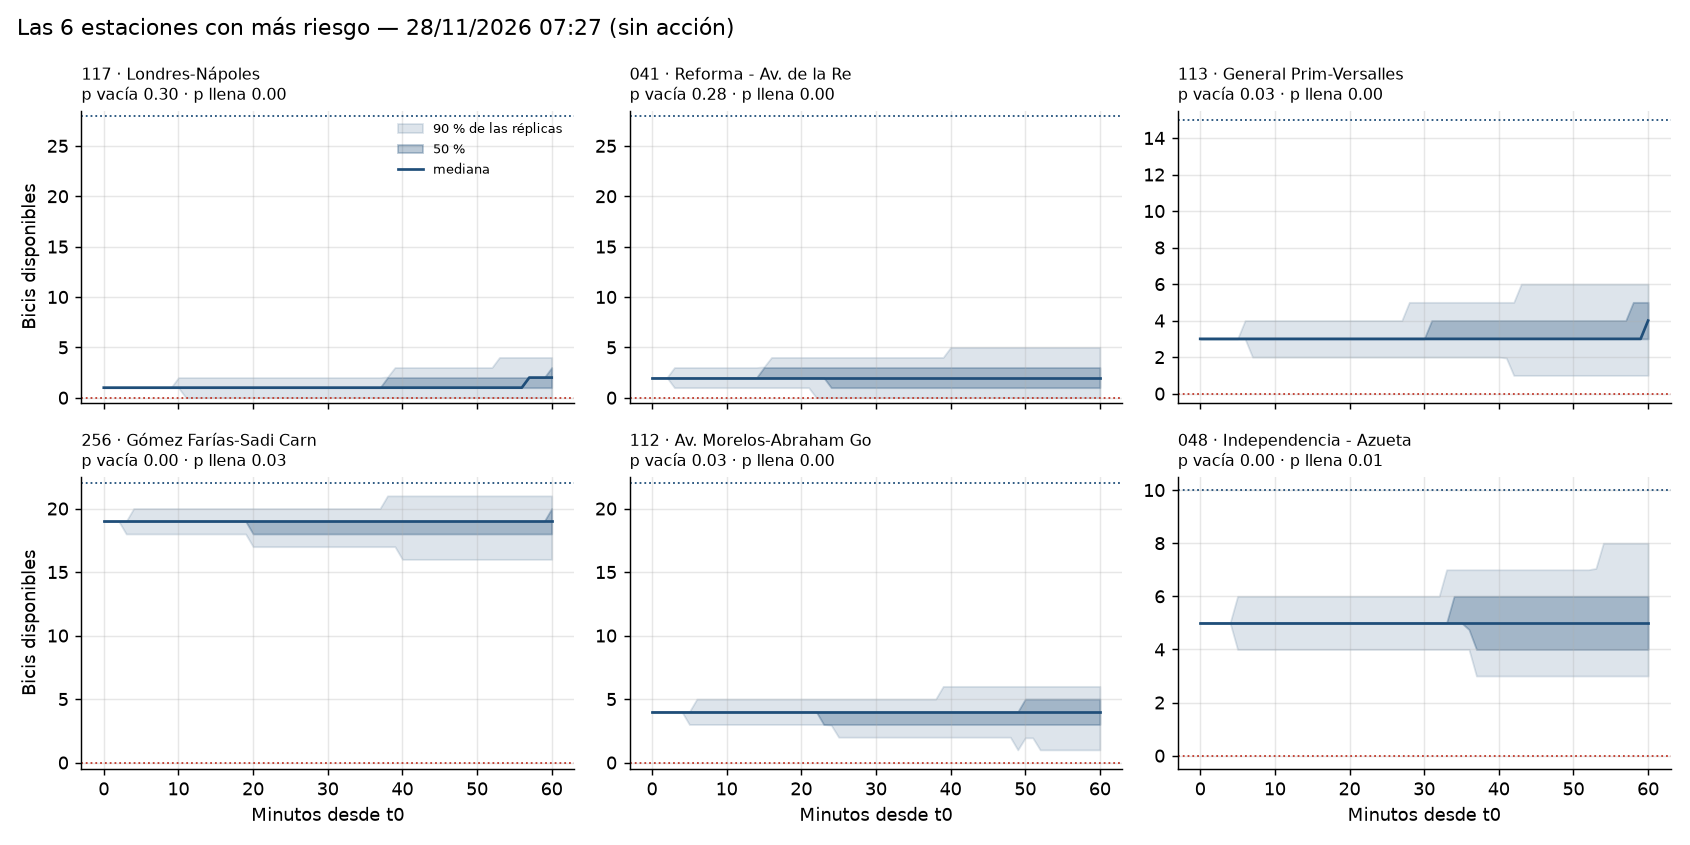 Las 6 estaciones con más riesgo — 28/11/2026 07:27 (sin acción)
117 · Londres-Nápoles
p vacía 0.30 · p llena 0.00
90 % de las réplicas
50 %
mediana
25
20
15
10
5
0
Bicis disponibles
041 · Reforma - Av. de la Re
p vacía 0.28 · p llena 0.00
25
20
15
10
5
0
113 · General Prim-Versalles
p vacía 0.03 · p llena 0.00
14
12
10
8
6
4
2
0
256 · Gómez Farías-Sadi Carn
p vacía 0.00 · p llena 0.03
20
15
10
5
0
Bicis disponibles
0 10 20 30 40 50 60
Minutos desde t0
112 · Av. Morelos-Abraham Go
p vacía 0.03 · p llena 0.00
20
15
10
5
0
0 10 20 30 40 50 60
Minutos desde t0
048 · Independencia - Azueta
p vacía 0.00 · p llena 0.01
10
8
6
4
2
0
0 10 20 30 40 50 60
Minutos desde t0